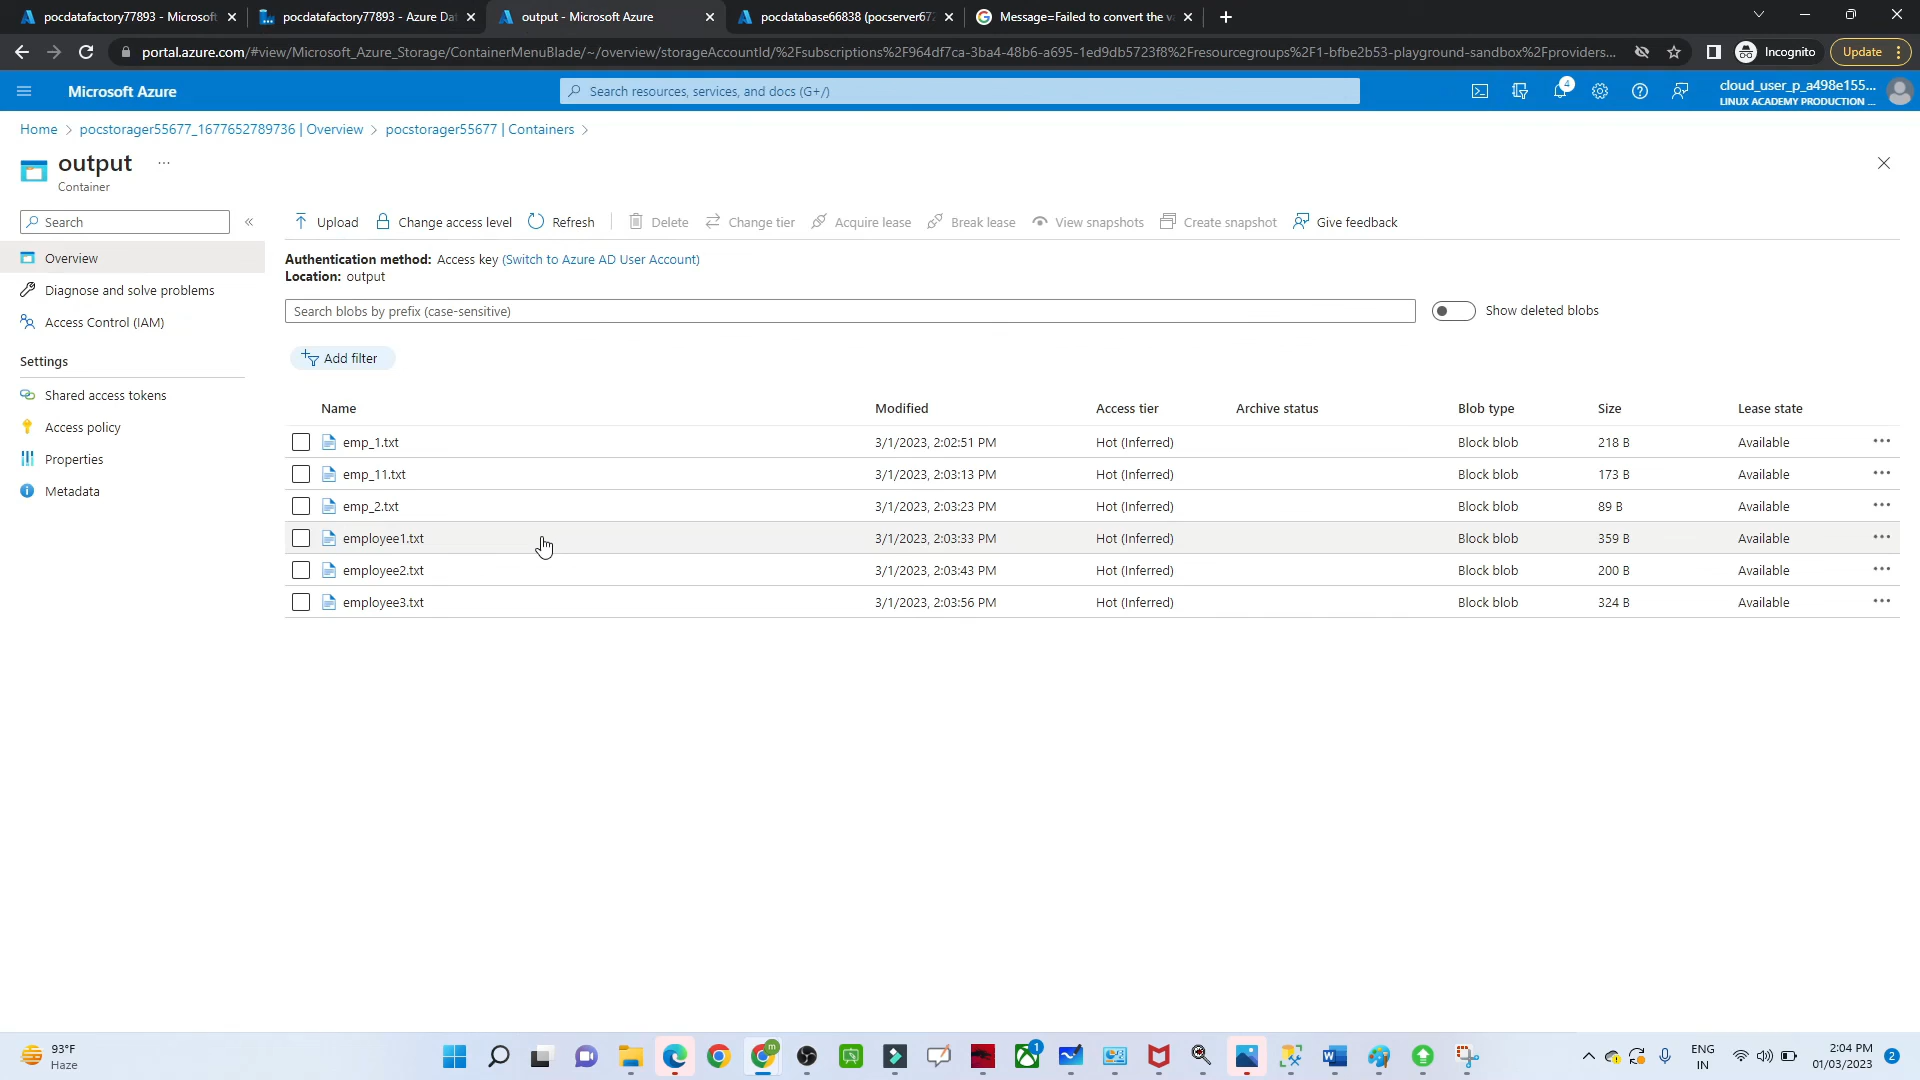 pocdatafactory77893 - Microsoft
pocdatafactory77893 - Azure Dat
output - Microsoft Azure
pocdatabase66838 (pocserver672
Message=Failed to convert the va
portal.azure.com/#view/Microsoft_Azure_Storage/ContainerMenuBlade/~/overview/storageAccountId/%2Fsubscriptions%2F964df7ca-3ba4-48b6-a695-1ed9db5723f8%2Fresourcegroups%2F1-bfbe2b53-playground-sandbox%2Fproviders...
Incognito
Update
Microsoft Azure
Search resources, services, and docs (G+/)
4
cloud_user_p_a498e155...
LINUX ACADEMY PRODUCTION ...
Home > pocstorager55677_1677652789736 | Overview > pocstorager55677 | Containers >
output ...
Container
Search
«
Upload Change access level Refresh Delete Change tier Acquire lease Break lease View snapshots Create snapshot Give feedback
Overview
Diagnose and solve problems
Access Control (IAM)
Settings
Shared access tokens
Access policy
Properties
Metadata
Authentication method: Access key (Switch to Azure AD User Account)
Location: output
Search blobs by prefix (case-sensitive)
Show deleted blobs
Add filter
Name Modified Access tier Archive status Blob type Size Lease state
emp_1.txt 3/1/2023, 2:02:51 PM Hot (Inferred) Block blob 218 B Available ...
emp_11.txt 3/1/2023, 2:03:13 PM Hot (Inferred) Block blob 173 B Available ...
emp_2.txt 3/1/2023, 2:03:23 PM Hot (Inferred) Block blob 89 B Available ...
employee1.txt 3/1/2023, 2:03:33 PM Hot (Inferred) Block blob 359 B Available ...
employee2.txt 3/1/2023, 2:03:43 PM Hot (Inferred) Block blob 200 B Available ...
employee3.txt 3/1/2023, 2:03:56 PM Hot (Inferred) Block blob 324 B Available ...
93°F
Haze
m
1
ENG
IN
2:04 PM
01/03/2023
2